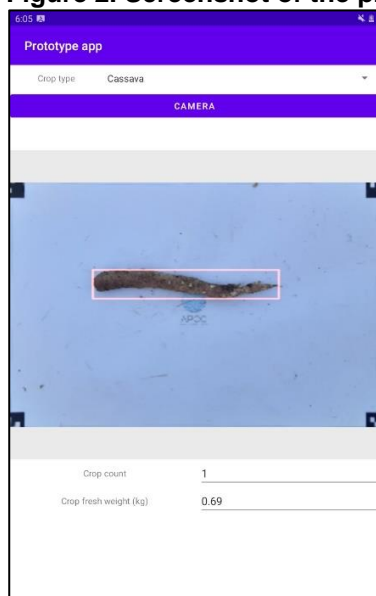 Figure 2. Screenshot of the p
6:05
Prototype app
Crop type Cassava
CAMERA
APOC
Crop count 1
Crop fresh weight (kg) 0.69